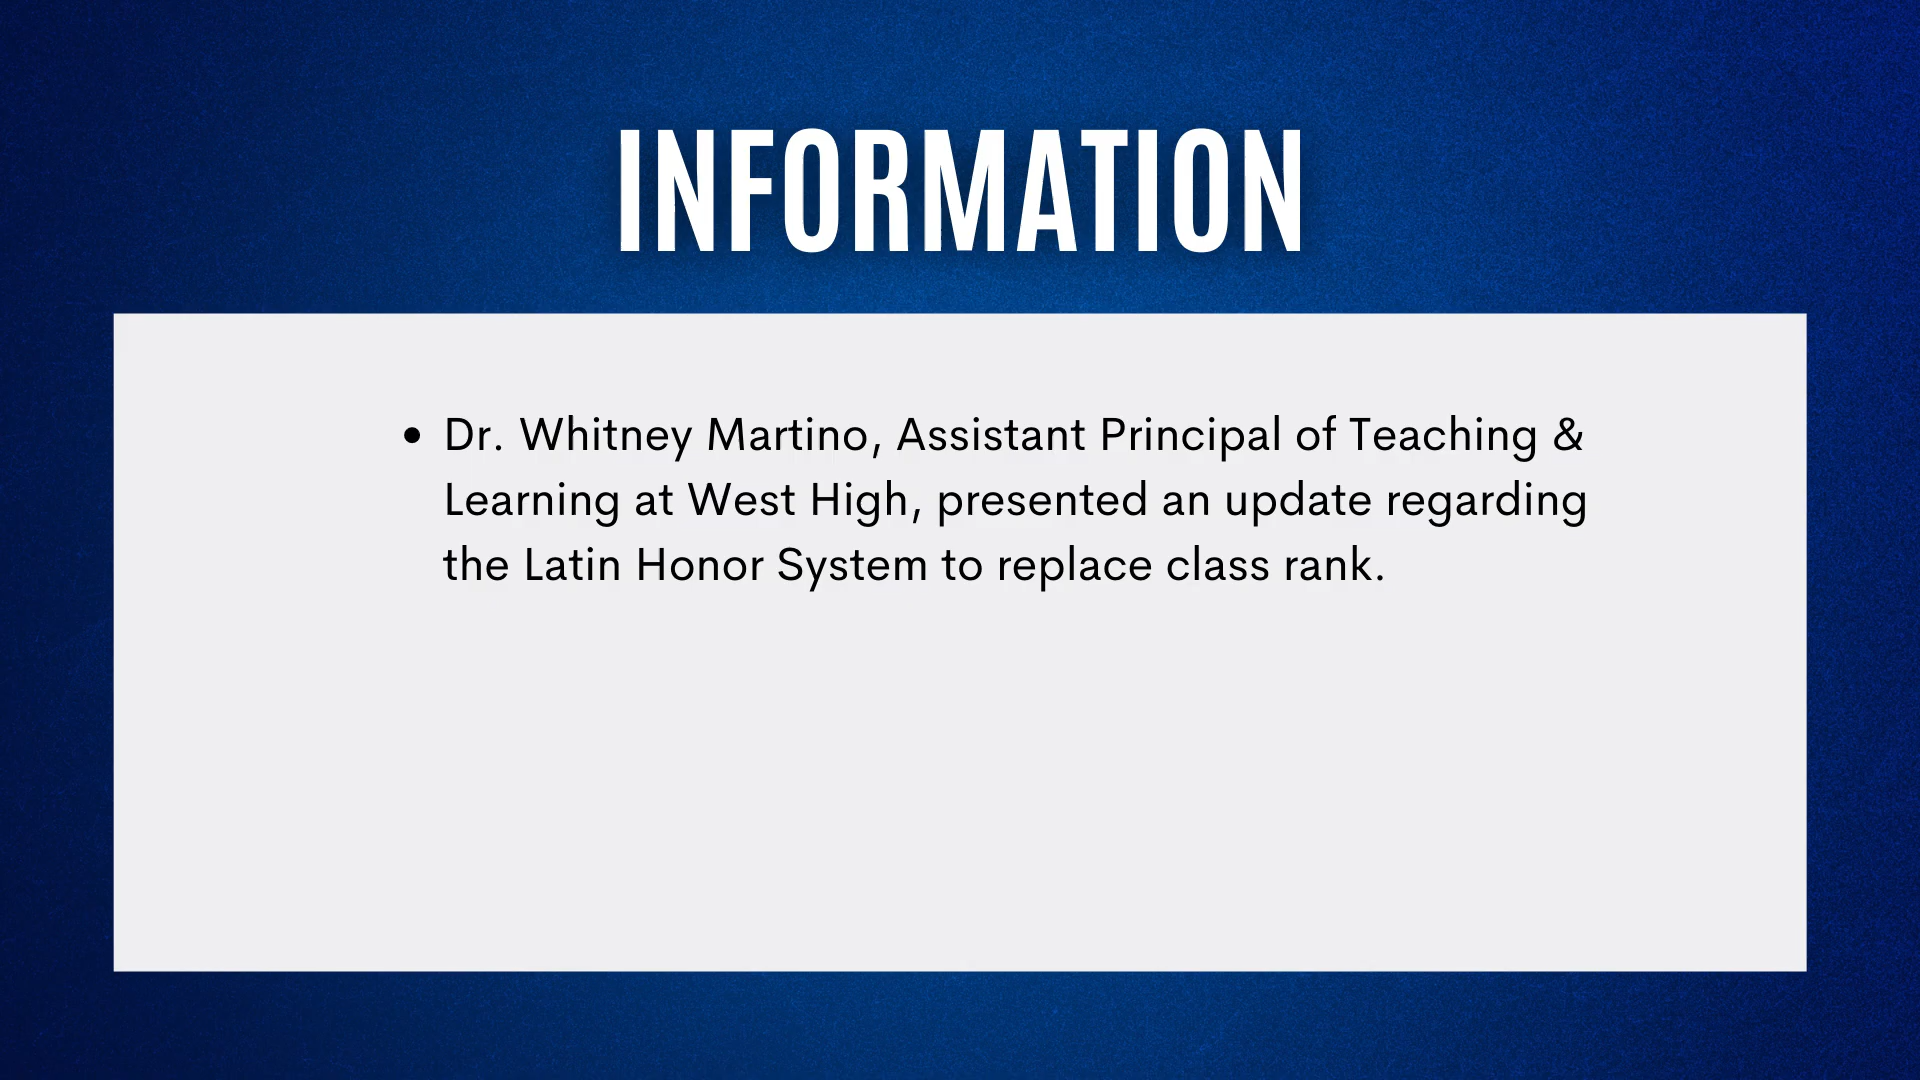 INFORMATION
• Dr. Whitney Martino, Assistant Principal of Teaching &
Learning at West High, presented an update regarding
the Latin Honor System to replace class rank.